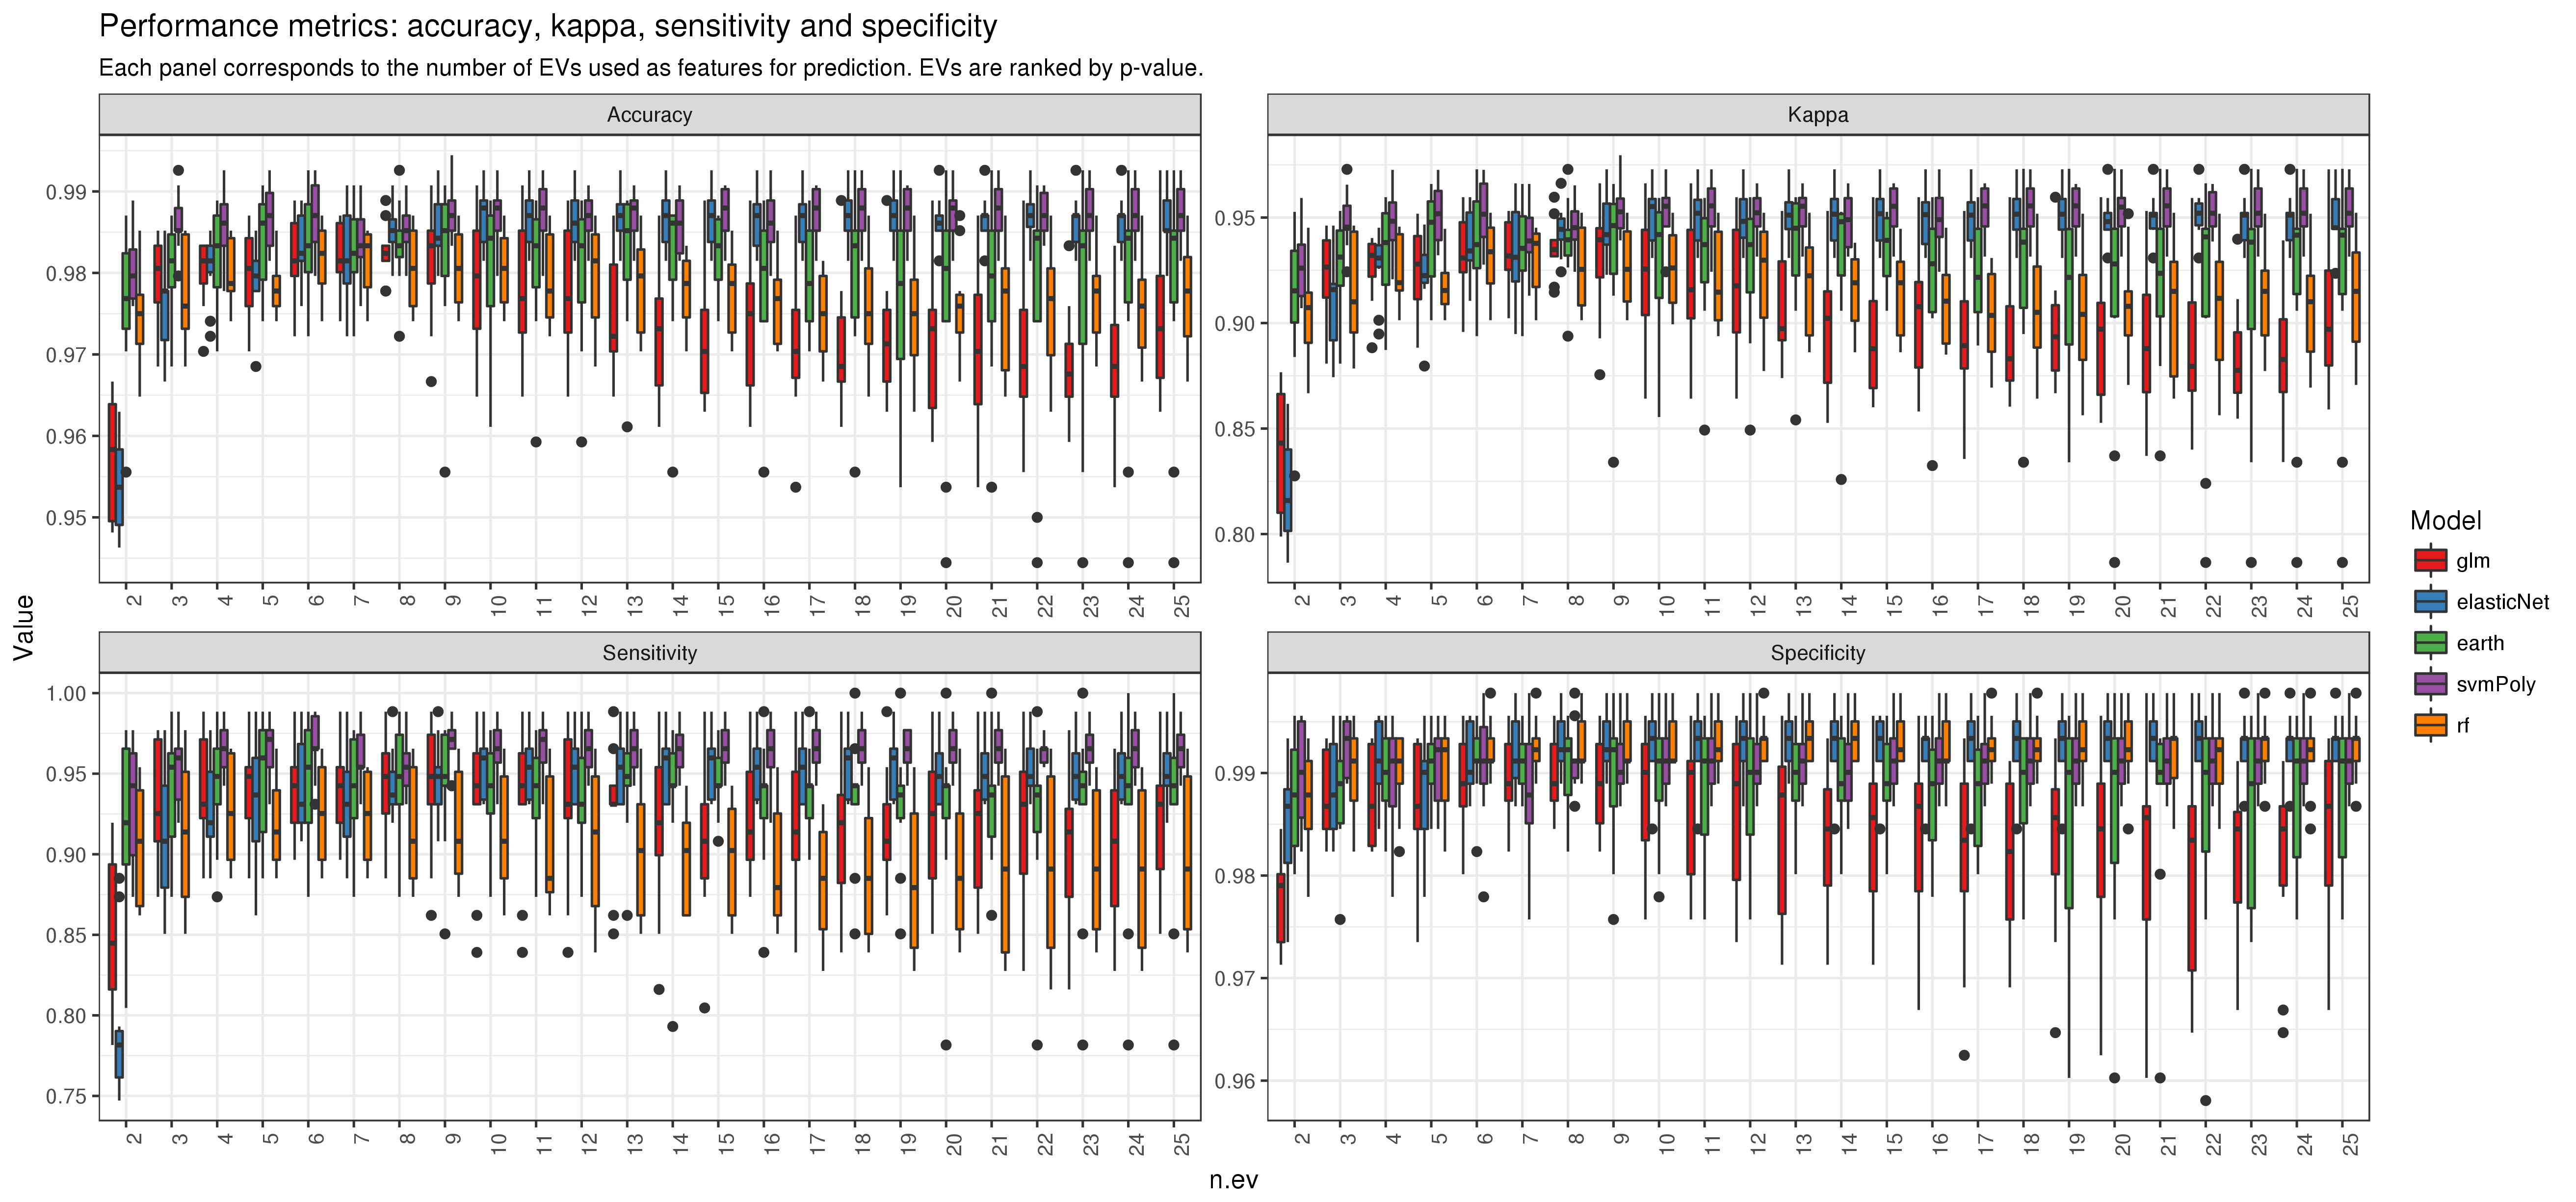 Performance metrics: accuracy, kappa, sensitivity and specificity
Each panel corresponds to the number of EVs used as features for prediction. EVs are ranked by p-value.
Accuracy
0.99
0.98
0.97
0.96
0.95
2 3 4 5 6 7 8 9 10 11 12 13 14 15 16 17 18 19 20 21 22 23 24 25
Kappa
0.95
0.90
0.85
0.80
2 3 4 5 6 7 8 9 10 11 12 13 14 15 16 17 18 19 20 21 22 23 24 25
Value
Sensitivity
1.00
0.95
0.90
0.85
0.80
0.75
2 3 4 5 6 7 8 9 10 11 12 13 14 15 16 17 18 19 20 21 22 23 24 25
Specificity
0.99
0.98
0.97
0.96
2 3 4 5 6 7 8 9 10 11 12 13 14 15 16 17 18 19 20 21 22 23 24 25
n.ev
Model
glm
elasticNet
earth
svmPoly
rf